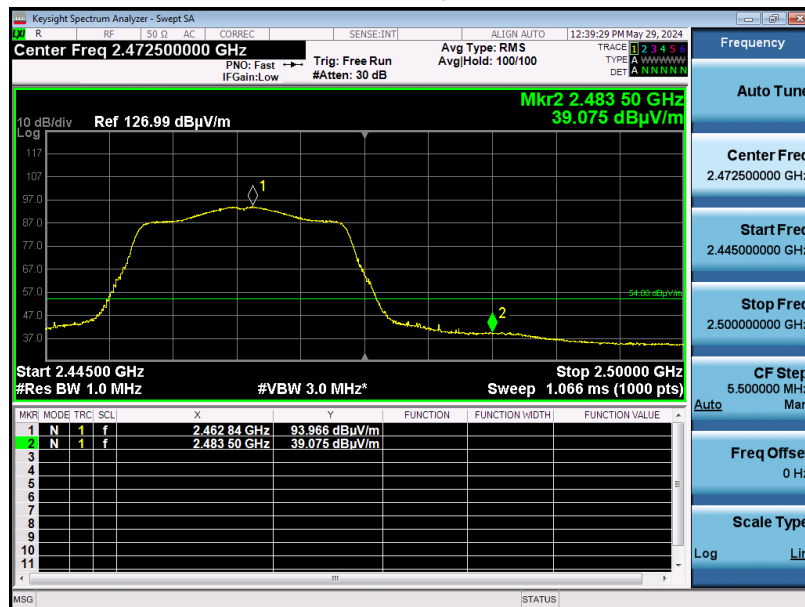 Keysight Spectrum Analyzer - Swept SA
LXI R RF 50 Ω AC CORREC SENSE:INT ALIGN AUTO 12:39:29 PM May 29, 2024
Center Freq 2.472500000 GHz
PNO: Fast
IFGain:Low
Trig: Free Run
#Atten: 30 dB
Avg Type: RMS
Avg|Hold: 100/100
TRACE 1 2 3 4 5 6
TYPE A WWWWW
DET A N N N N N
Mkr2 2.483 50 GHz
39.075 dBµV/m
10 dB/div Ref 126.99 dBµV/m
Log
117
107
97.0
87.0
77.0
67.0
57.0
47.0
37.0
1
2
54.00 dBµV/m
Start 2.44500 GHz Stop 2.50000 GHz
#Res BW 1.0 MHz #VBW 3.0 MHz* Sweep 1.066 ms (1000 pts)
MKR MODE TRC SCL X Y FUNCTION FUNCTION WIDTH FUNCTION VALUE
1 N 1 f 2.462 84 GHz 93.966 dBµV/m
2 N 1 f 2.483 50 GHz 39.075 dBµV/m
3
4
5
6
7
8
9
10
11
MSG STATUS
Frequency
Auto Tune
Center Freq
2.472500000 GHz
Start Freq
2.445000000 GHz
Stop Freq
2.500000000 GHz
CF Step
5.500000 MHz
Auto Man
Freq Offset
0 Hz
Scale Type
Log Lin